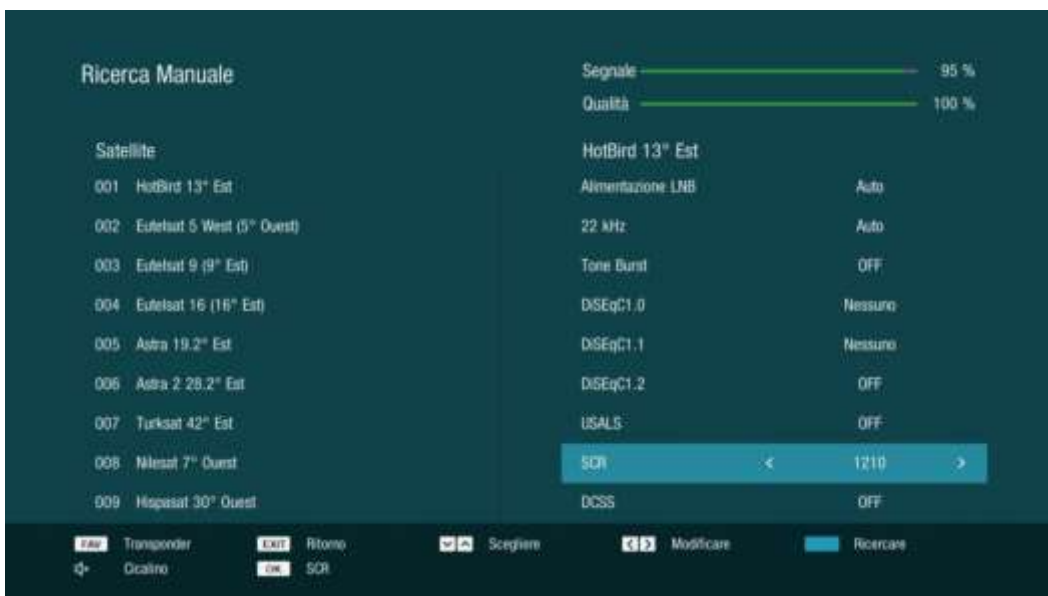 Ricerca Manuale
Segnale 95 %
Qualità 100 %
Satellite
001 HotBird 13° Est
002 Eutelsat 5 West (5° Ouest)
003 Eutelsat 9 (9° Est)
004 Eutelsat 16 (16° Est)
005 Astra 19.2° Est
006 Astra 2 28.2° Est
007 Turksat 42° Est
008 Nilesat 7° Ouest
009 Hispasat 30° Ouest
HotBird 13° Est
Alimentazione LNB Auto
22 kHz Auto
Tone Burst OFF
DiSEqC1.0 Nessuno
DiSEqC1.1 Nessuno
DiSEqC1.2 OFF
USALS OFF
SCR < 1210 >
DCSS OFF
FAV Transponder EXIT Ritorno Scegliere Modificare Ricercare
Cicalino OK SCR